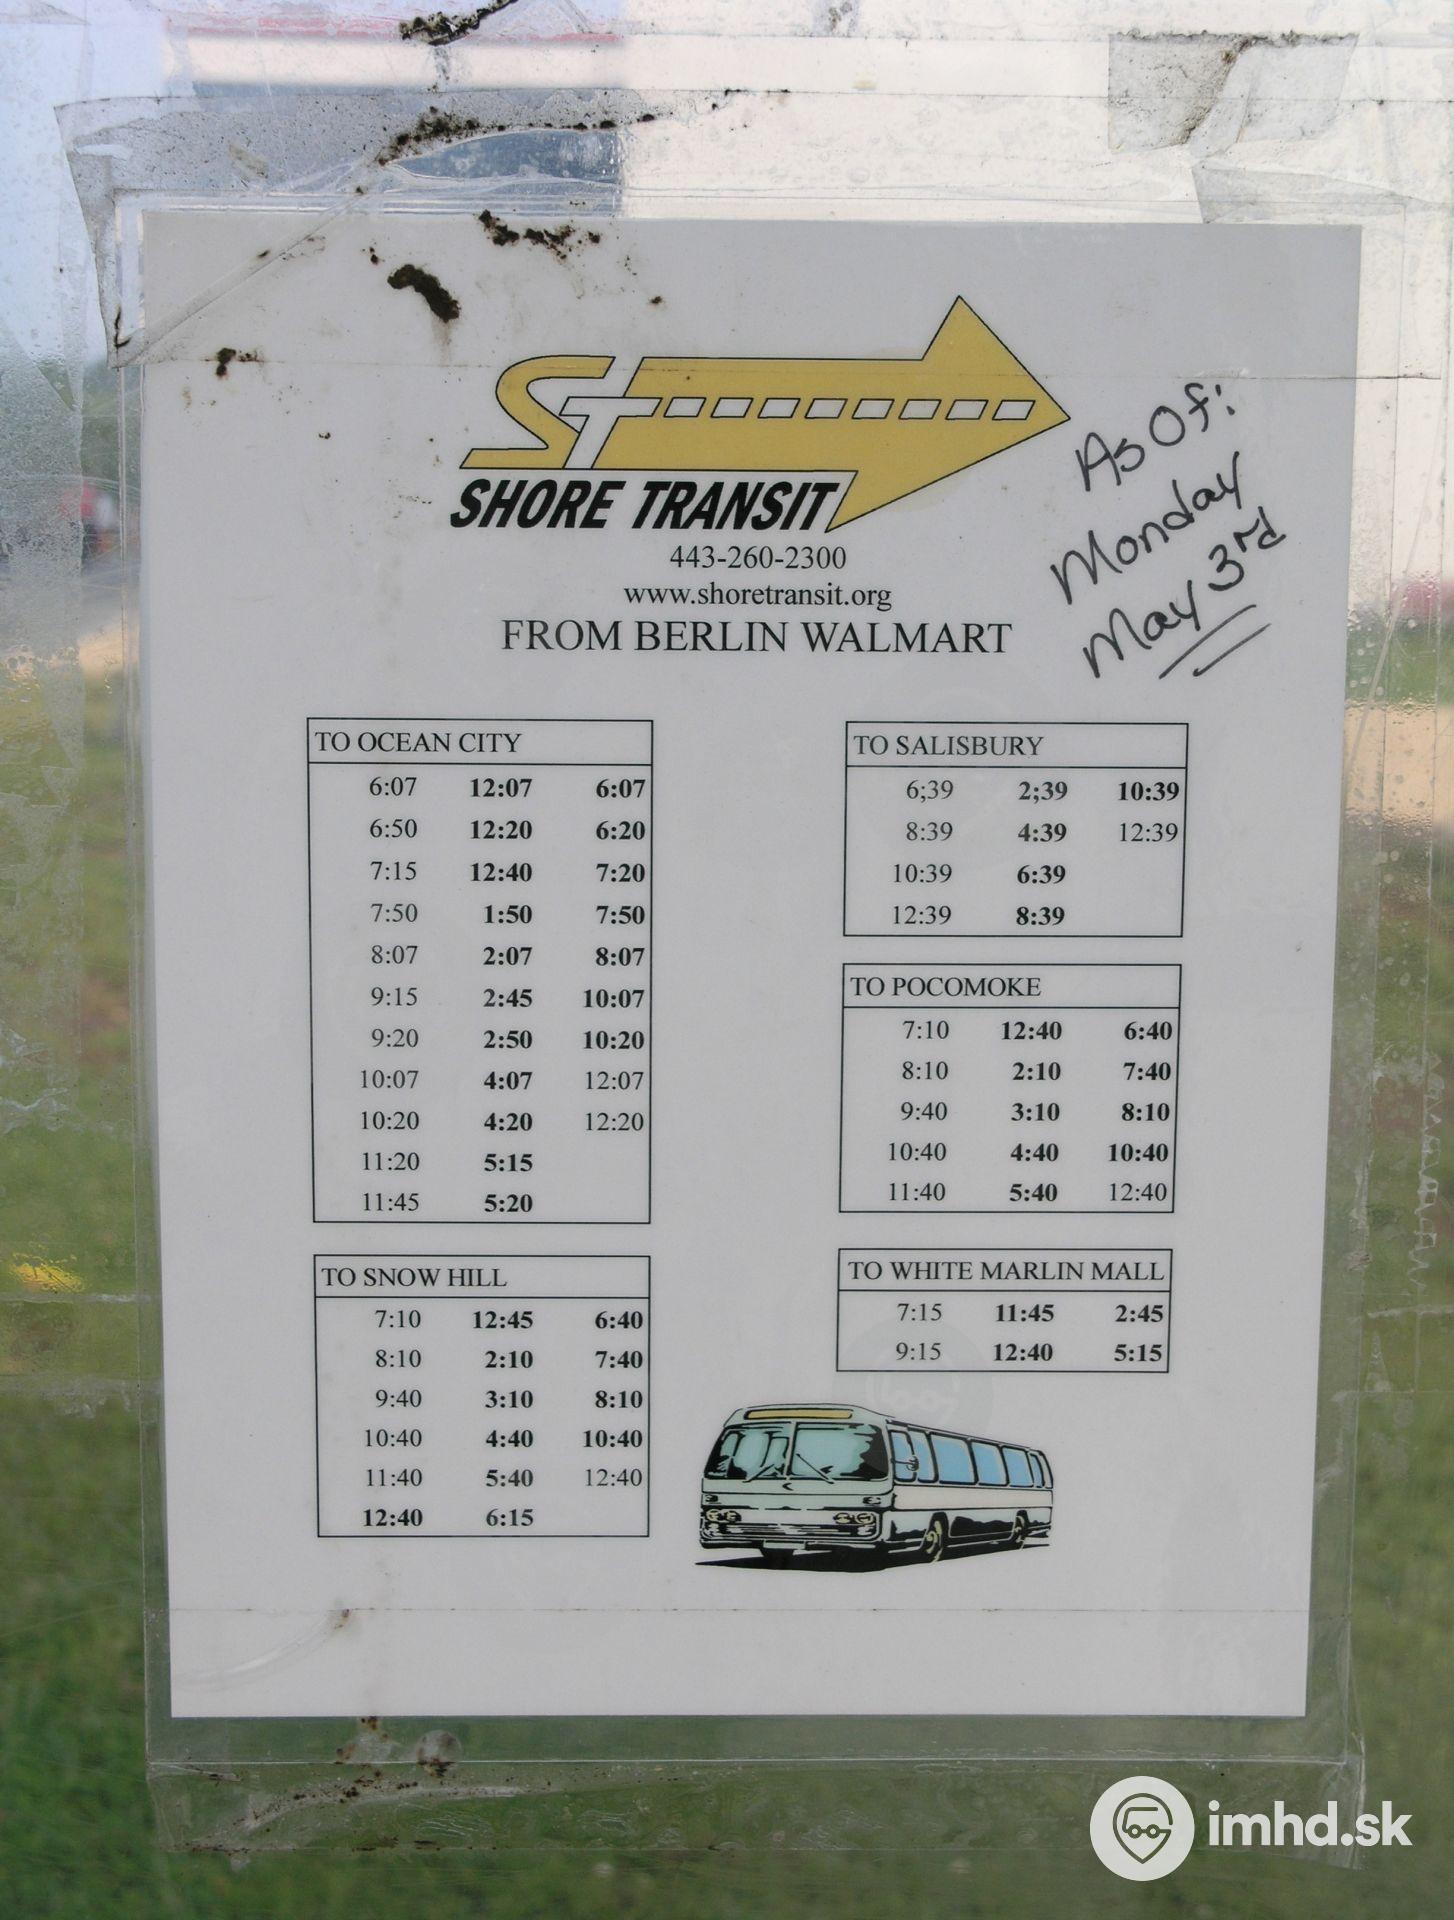 ST
SHORE TRANSIT
443-260-2300
www.shoretransit.org
FROM BERLIN WALMART
As Of:
Monday
May 3rd
TO OCEAN CITY
6:07 12:07 6:07
6:50 12:20 6:20
7:15 12:40 7:20
7:50 1:50 7:50
8:07 2:07 8:07
9:15 2:45 10:07
9:20 2:50 10:20
10:07 4:07 12:07
10:20 4:20 12:20
11:20 5:15
11:45 5:20
TO SNOW HILL
7:10 12:45 6:40
8:10 2:10 7:40
9:40 3:10 8:10
10:40 4:40 10:40
11:40 5:40 12:40
12:40 6:15
TO SALISBURY
6;39 2;39 10:39
8:39 4:39 12:39
10:39 6:39
12:39 8:39
TO POCOMOKE
7:10 12:40 6:40
8:10 2:10 7:40
9:40 3:10 8:10
10:40 4:40 10:40
11:40 5:40 12:40
TO WHITE MARLIN MALL
7:15 11:45 2:45
9:15 12:40 5:15
imhd.sk